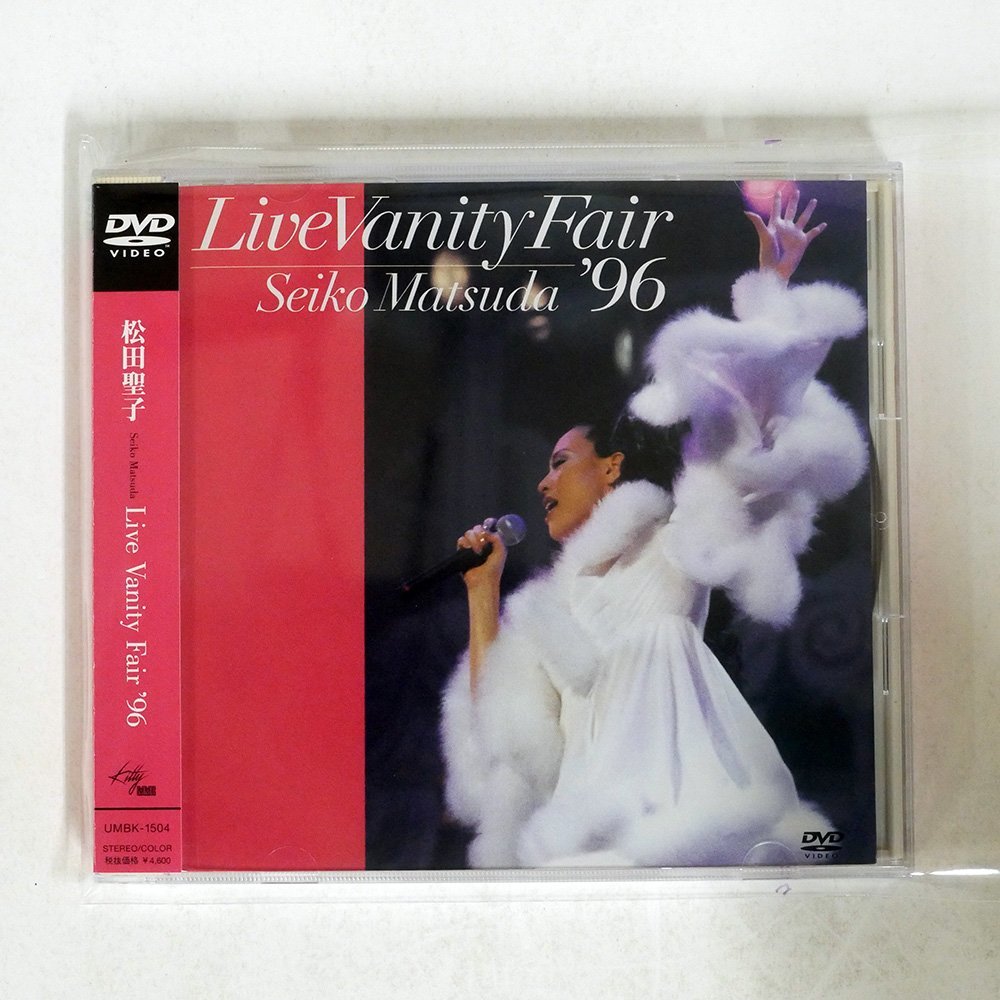 DVD
VIDEO
松田聖子
Seiko Matsuda
Live Vanity Fair '96
Kitty
UMBK-1504
STEREO/COLOR
税抜価格 ¥4,600
Live Vanity Fair
Seiko Matsuda '96
DVD
VIDEO